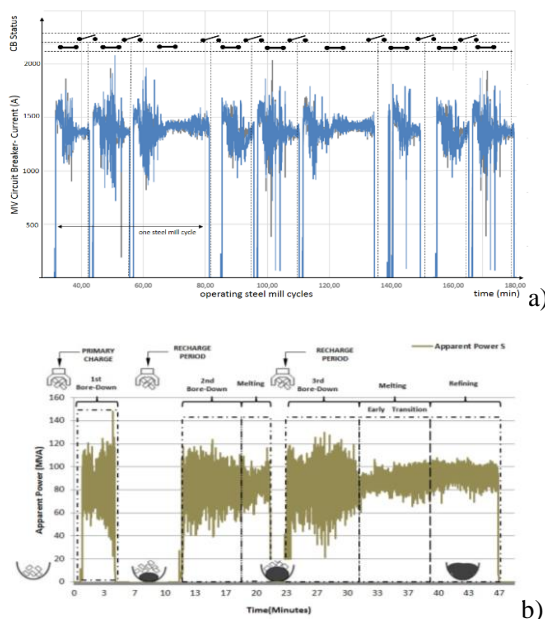 CB Status
MV Circuit Breaker- Current (A)
2000
1500
1000
500
one steel mill cycle
40,00 60,00 80,00 100,00 120,00 140,00 160,00 180,00
operating steel mill cycles time (min)
a)
PRIMARY CHARGE
RECHARGE PERIOD
RECHARGE PERIOD
Apparent Power S
1st Bore-Down
2nd Bore-Down
Melting
3rd Bore-Down
Melting
Refining
Early Transition
Apparent Power (MVA)
160
140
120
100
80
60
40
20
0
0 3 7 10 13 17 20 23 27 30 33 37 40 43 47
Time(Minutes)
b)